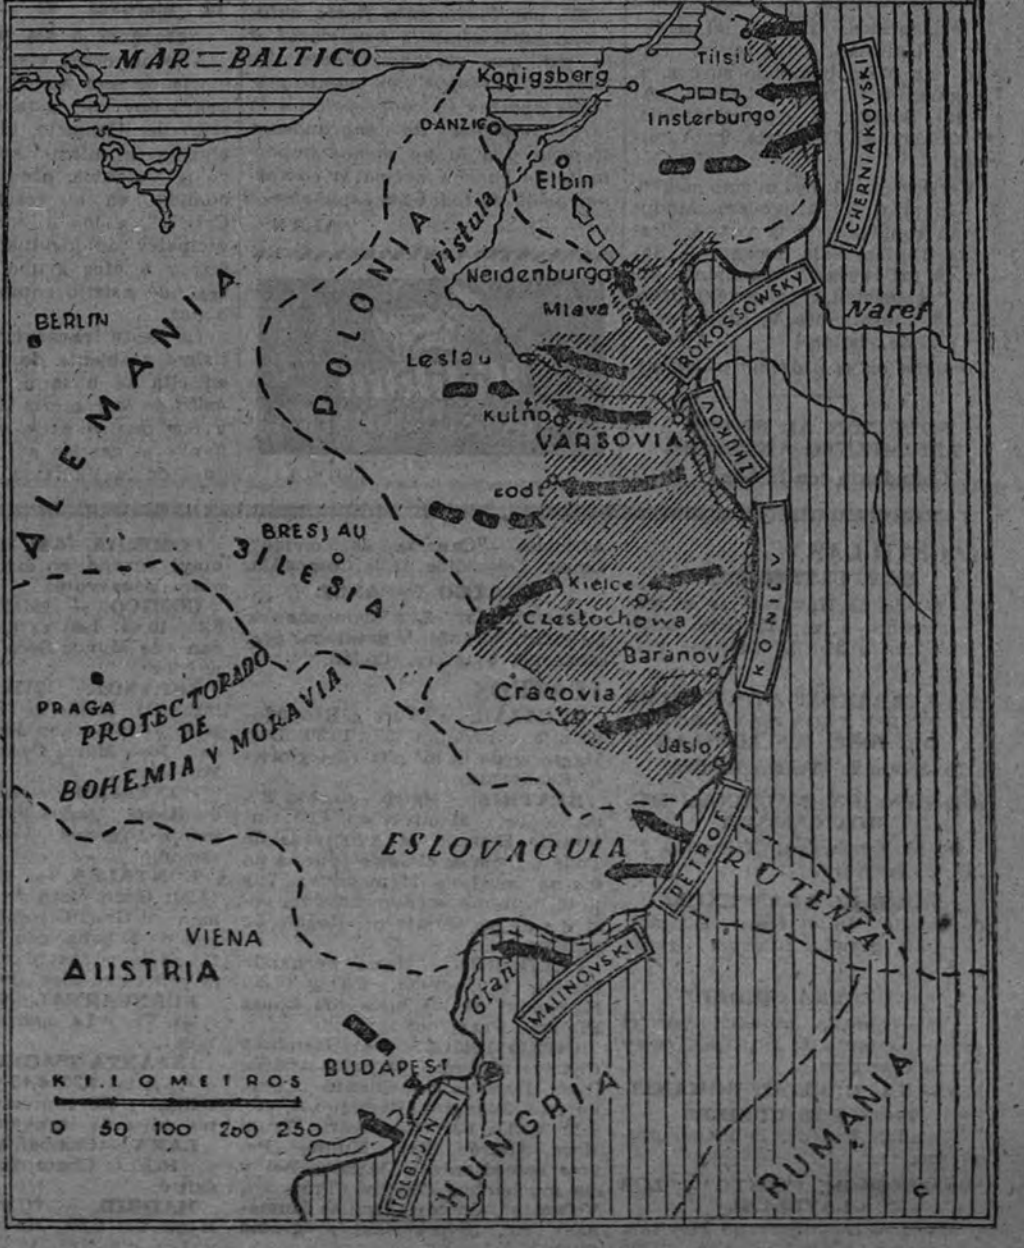 MAR BALTICO
Tilsit
Konigsberg
Insterburgo
DANZIG
Elbin
CHERNIAKOVSKI
Vistula
Neidenburgo
Mlava
ROKOSSOWSKY
Naref
BERLIN
ALEMANIA
POLONIA
Leslau
Kutno
VARSOVIA
ZHUKOV
Lodz
BRESLAU
SILESIA
Kielce
Czestochowa
KONIEV
Baranov
Cracovia
PRAGA
PROTECTORADO
DE
BOHEMIA Y MORAVIA
Jaslo
ESLOVAQUIA
PETROF
RUTENIA
VIENA
AUSTRIA
Gran
MALINOVSKI
BUDAPEST
KILOMETROS
0 50 100 200 250
TOLBUJIN
HUNGRIA
RUMANIA